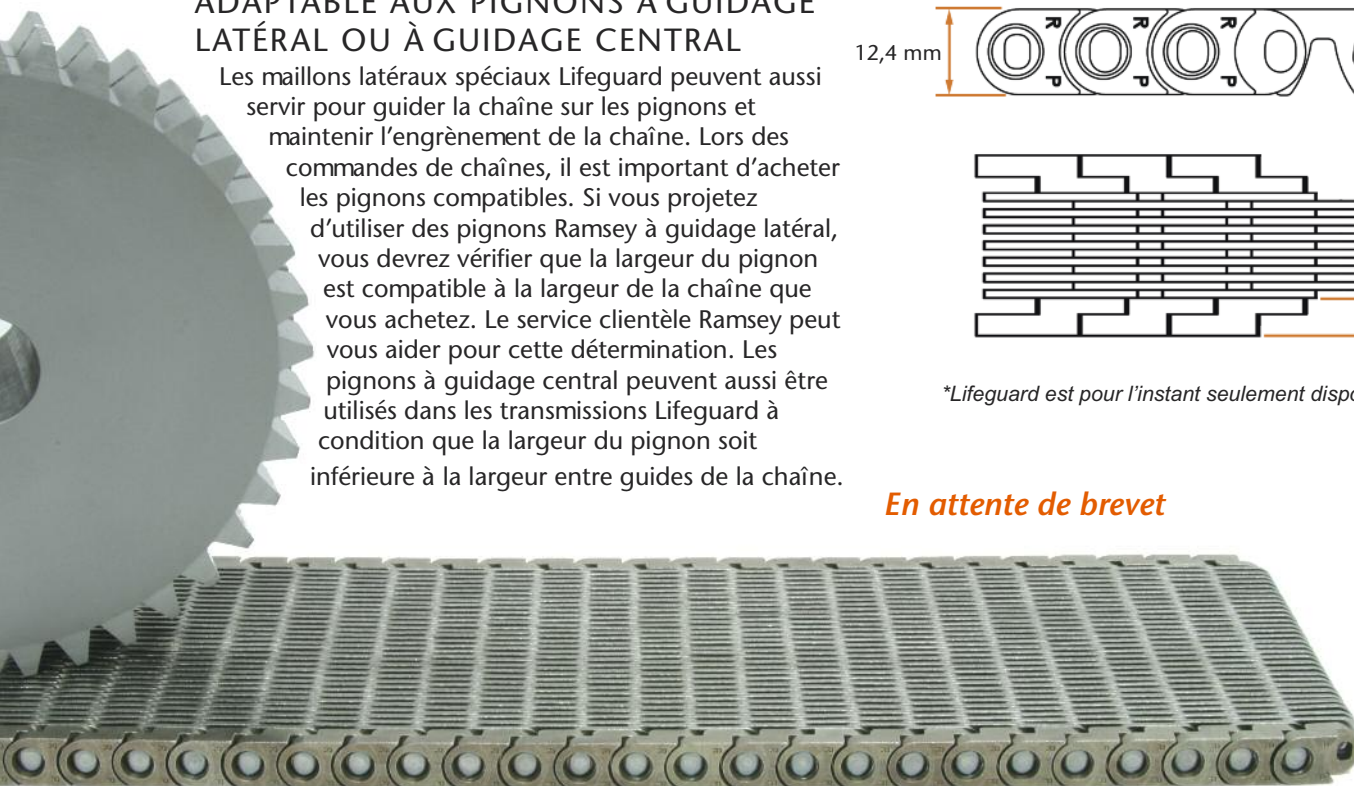 ADAPTABLE AUX PIGNONS À GUIDAGE
LATÉRAL OU À GUIDAGE CENTRAL
Les maillons latéraux spéciaux Lifeguard peuvent aussi
servir pour guider la chaîne sur les pignons et
maintenir l'engrènement de la chaîne. Lors des
commandes de chaînes, il est important d'acheter
les pignons compatibles. Si vous projetez
d'utiliser des pignons Ramsey à guidage latéral,
vous devrez vérifier que la largeur du pignon
est compatible à la largeur de la chaîne que
vous achetez. Le service clientèle Ramsey peut
vous aider pour cette détermination. Les
pignons à guidage central peuvent aussi être
utilisés dans les transmissions Lifeguard à
condition que la largeur du pignon soit
inférieure à la largeur entre guides de la chaîne.
12,4 mm
R P R P R P
*Lifeguard est pour l'instant seulement dispo
En attente de brevet